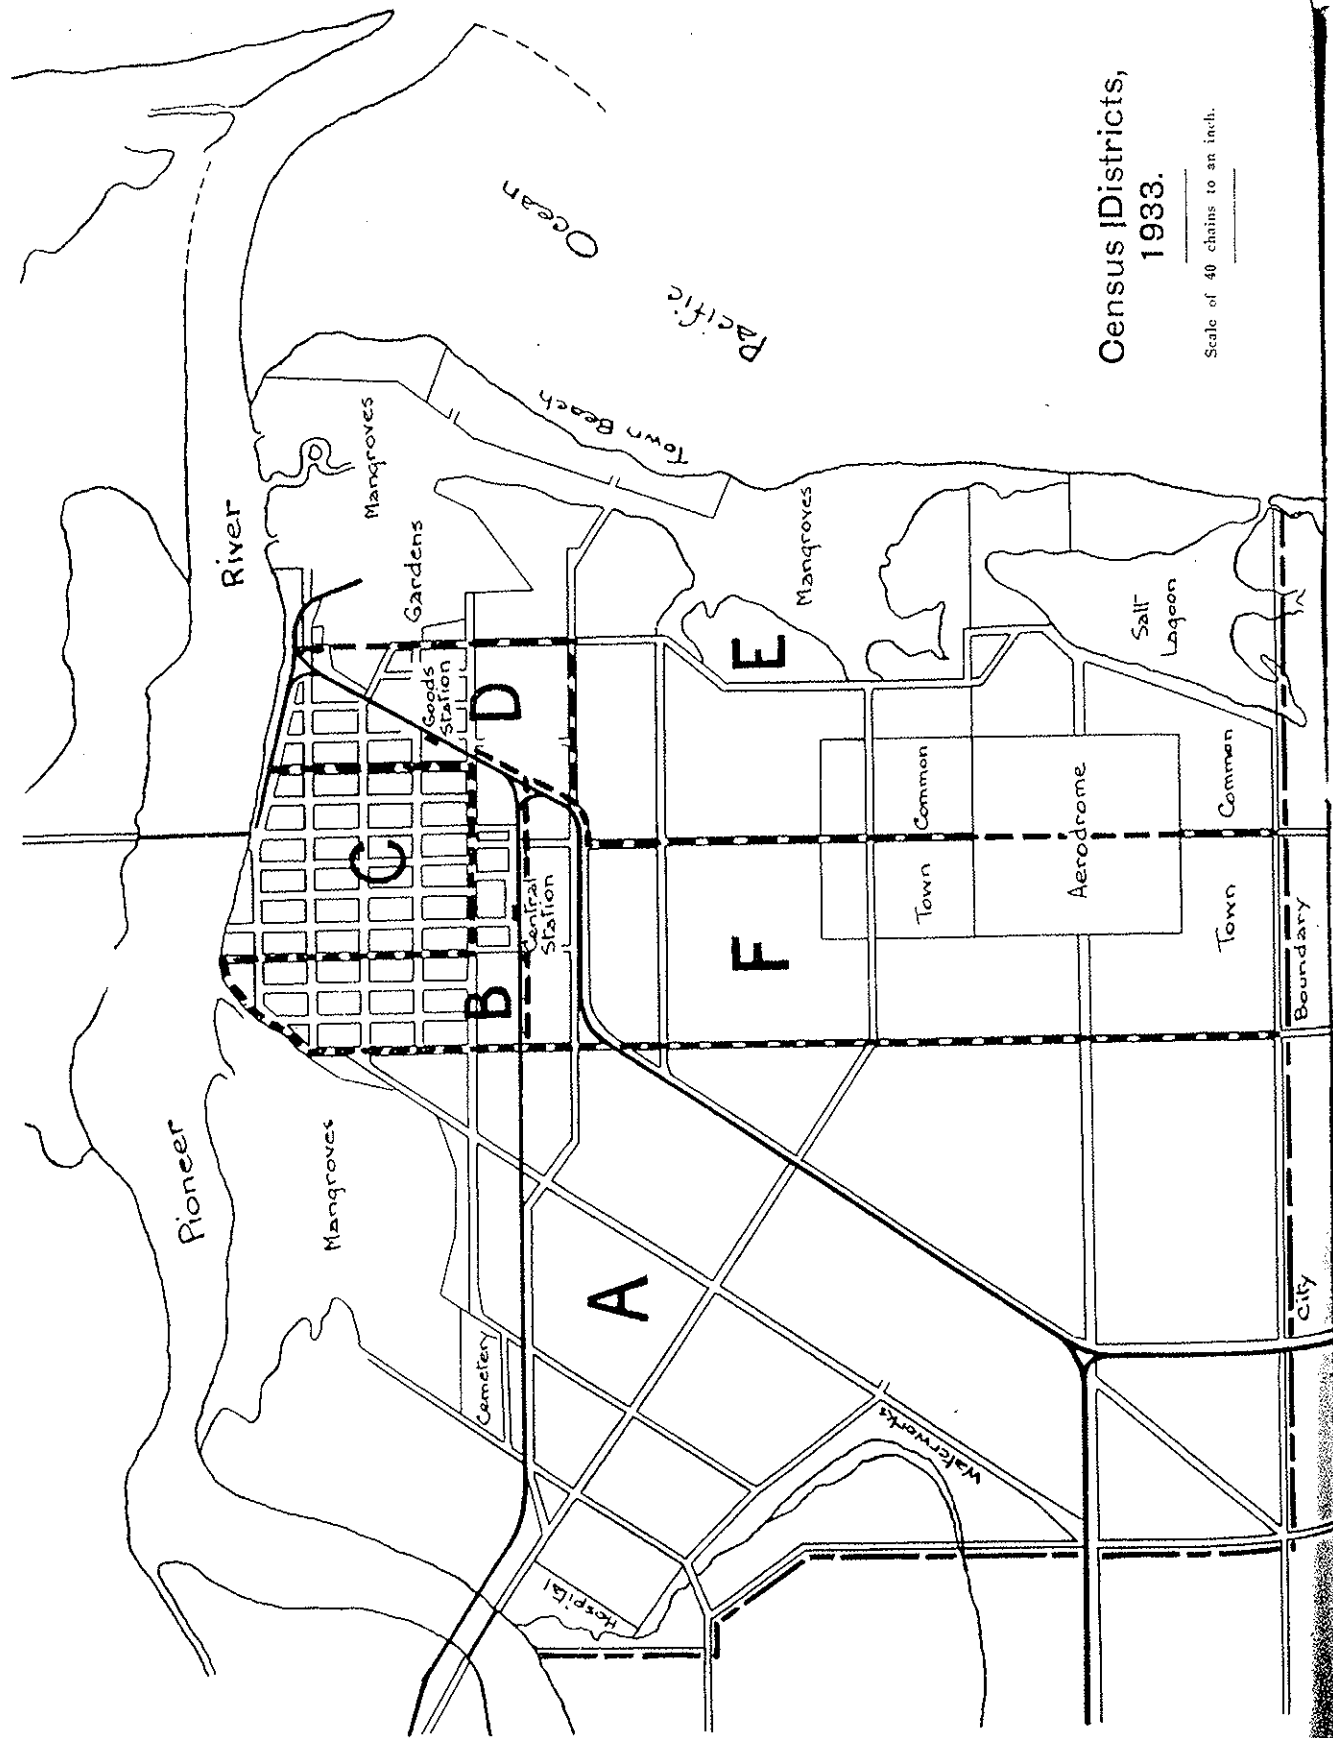 Census Districts,
1933.
Scale of 40 chains to an inch.
Pioneer
River
Pacific
Ocean
Mangroves
Mangroves
Gardens
Town Beach
Goods
Station
D
C
B
Central
Station
Mangroves
E
Salt
Lagoon
F
Town Common
Aerodrome
Town Common
A
Cemetery
Hospital
Waterworks
City Boundary